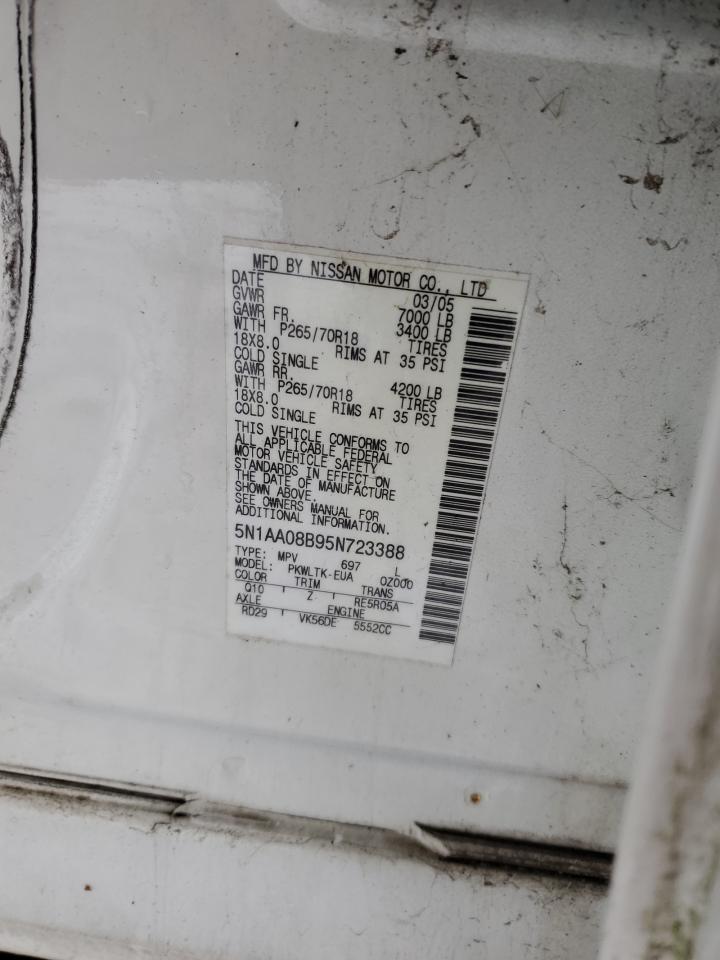 MFD BY NISSAN MOTOR CO., LTD
DATE 03/05
GVWR 7000 LB
GAWR FR. 3400 LB
WITH P265/70R18 TIRES
18X8.0 RIMS AT 35 PSI
COLD SINGLE
GAWR RR. 4200 LB
WITH P265/70R18 TIRES
18X8.0 RIMS AT 35 PSI
COLD SINGLE
THIS VEHICLE CONFORMS TO
ALL APPLICABLE FEDERAL
MOTOR VEHICLE SAFETY
STANDARDS IN EFFECT ON
THE DATE OF MANUFACTURE
SHOWN ABOVE.
SEE OWNERS MANUAL FOR
ADDITIONAL INFORMATION.
5N1AA08B95N723388
TYPE: MPV 697 L
MODEL: PKWLTK-EUA 0Z000
COLOR TRIM TRANS
Q10 Z RE5R05A
AXLE ENGINE
RD29 VK56DE 5552CC